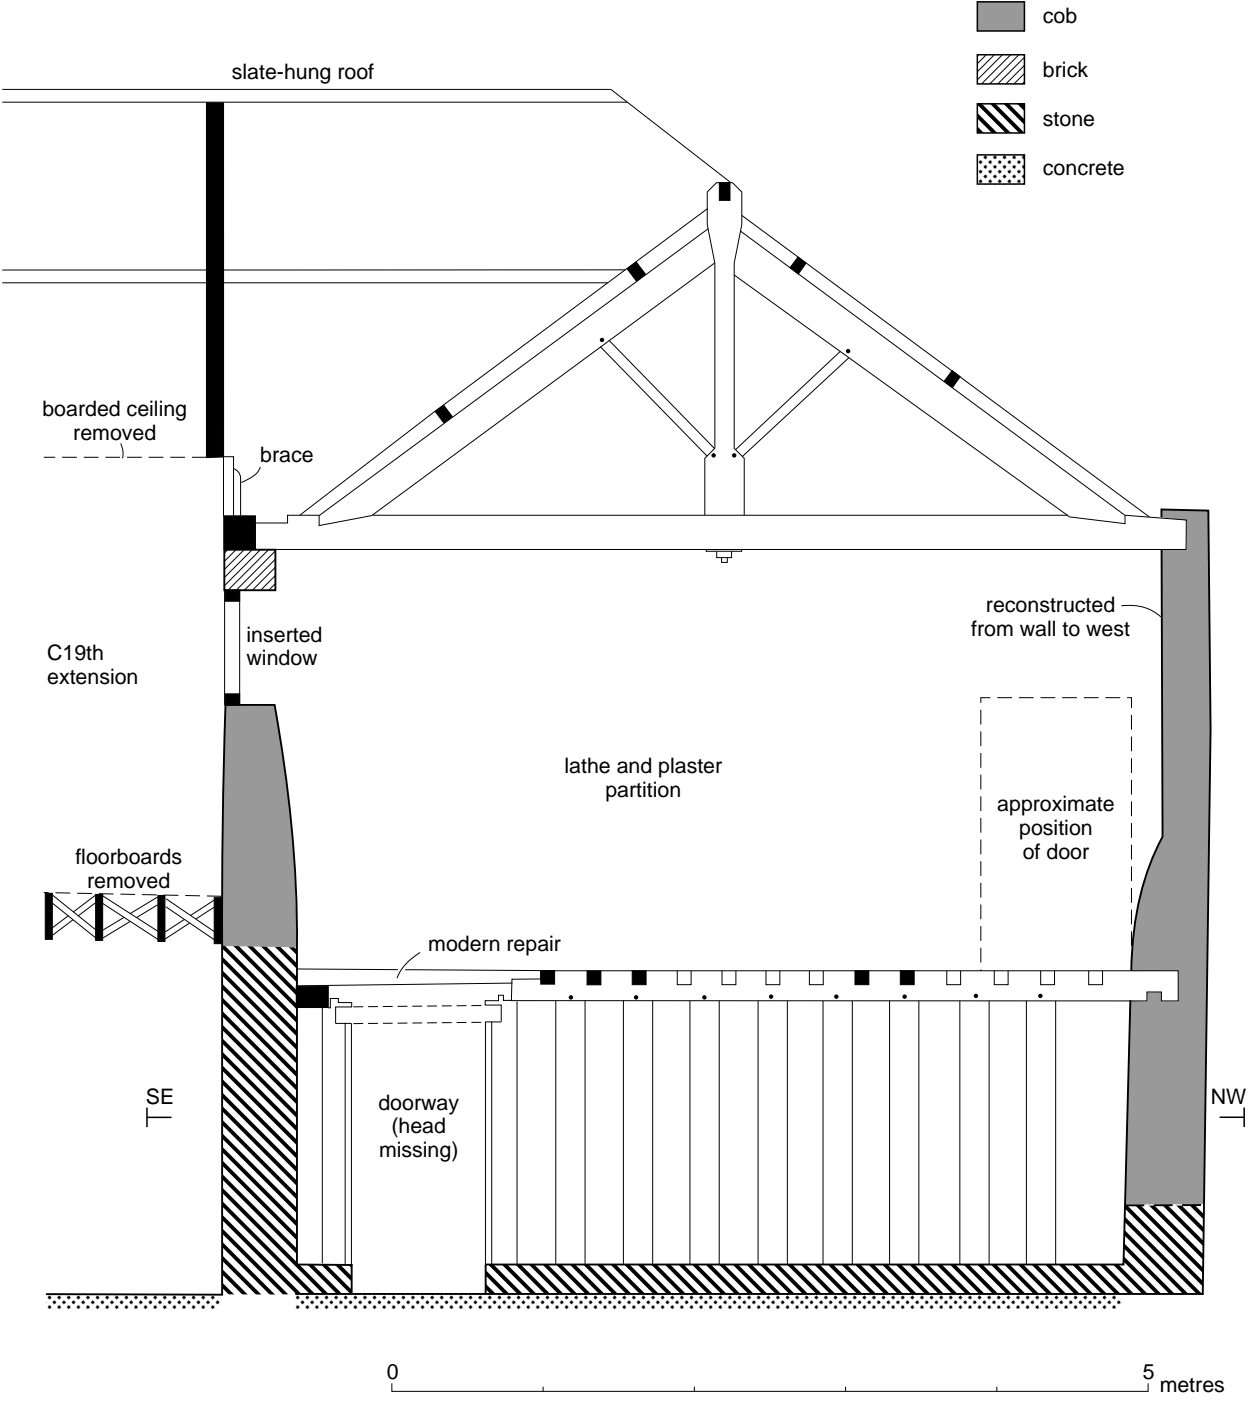 cob
brick
stone
concrete
slate-hung roof
boarded ceiling
removed
brace
reconstructed
from wall to west
inserted
window
C19th
extension
lathe and plaster
partition
approximate
position
of door
floorboards
removed
modern repair
SE
NW
doorway
(head
missing)
0
5
metres